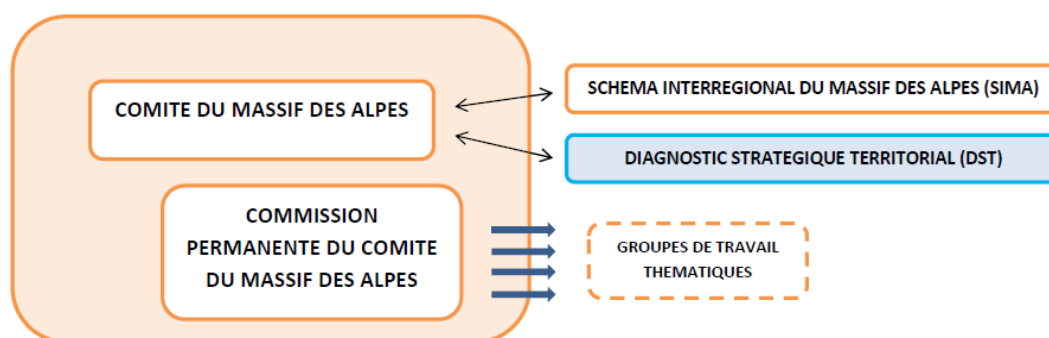 COMITE DU MASSIF DES ALPES
SCHEMA INTERREGIONAL DU MASSIF DES ALPES (SIMA)
DIAGNOSTIC STRATEGIQUE TERRITORIAL (DST)
COMMISSION
PERMANENTE DU COMITE
DU MASSIF DES ALPES
GROUPES DE TRAVAIL
THEMATIQUES